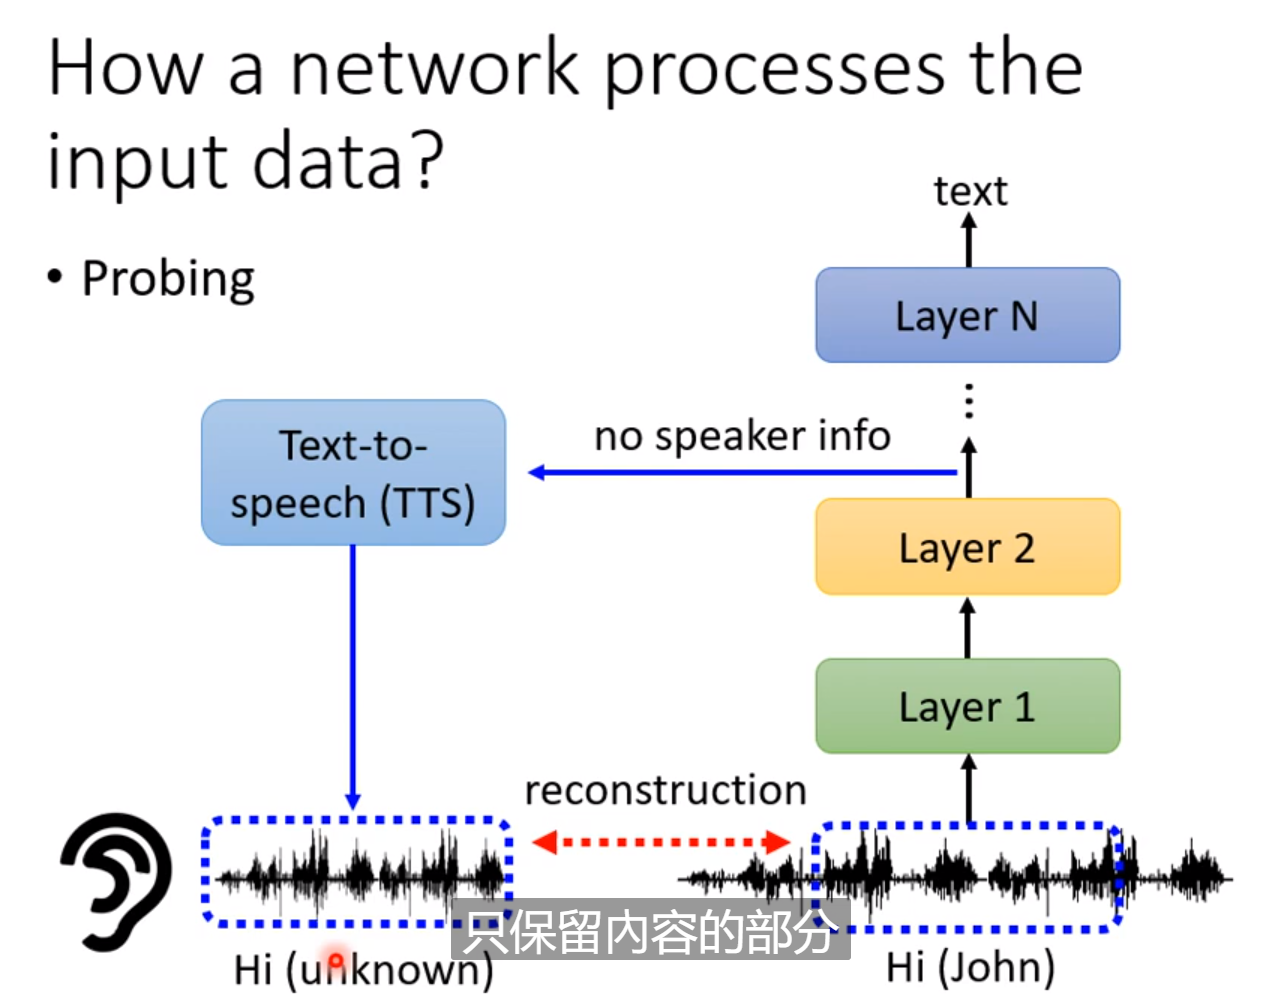 How a network processes the
input data?
• Probing
text
Layer N
no speaker info
Text-to-
speech (TTS)
Layer 2
Layer 1
reconstruction
只保留內容的部分
Hi (unknown)
Hi (John)